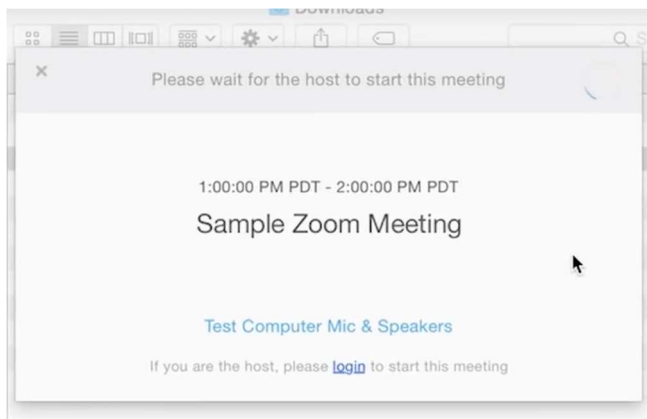 Downloads
Please wait for the host to start this meeting
1:00:00 PM PDT - 2:00:00 PM PDT
Sample Zoom Meeting
Test Computer Mic & Speakers
If you are the host, please login to start this meeting